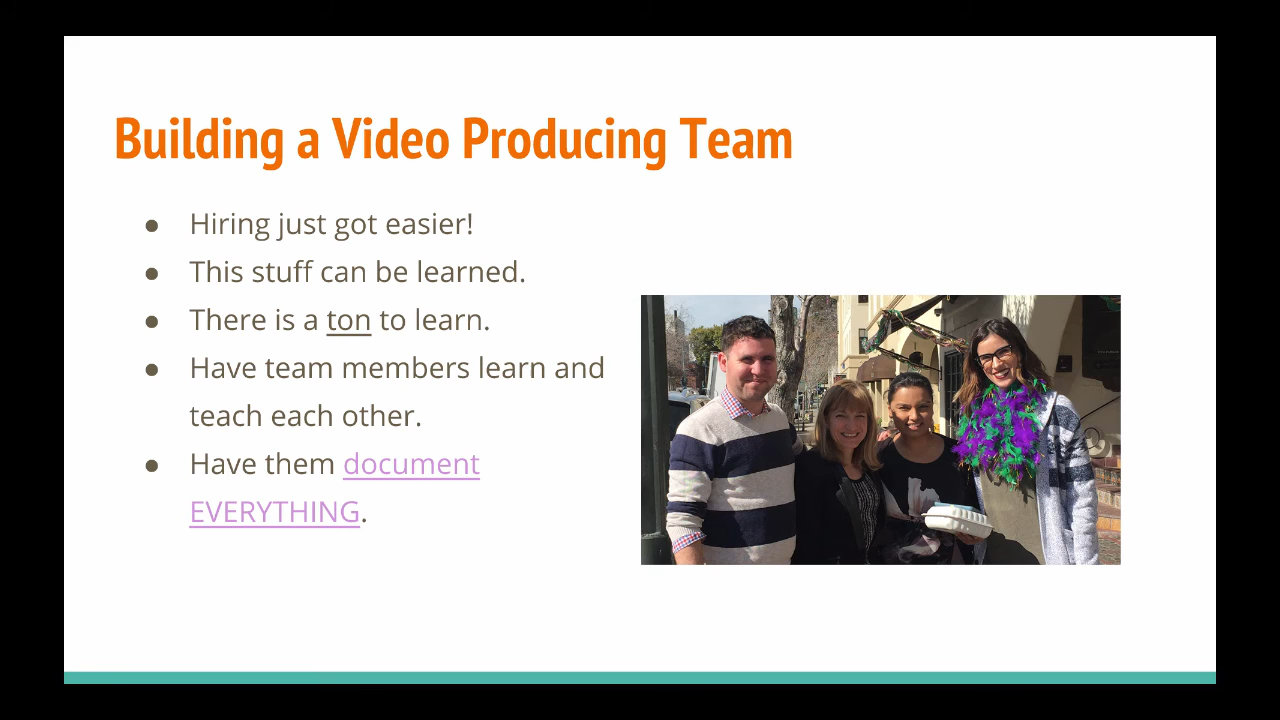 Building a Video Producing Team
● Hiring just got easier!
● This stuff can be learned.
● There is a ton to learn.
● Have team members learn and
teach each other.
● Have them document
EVERYTHING.